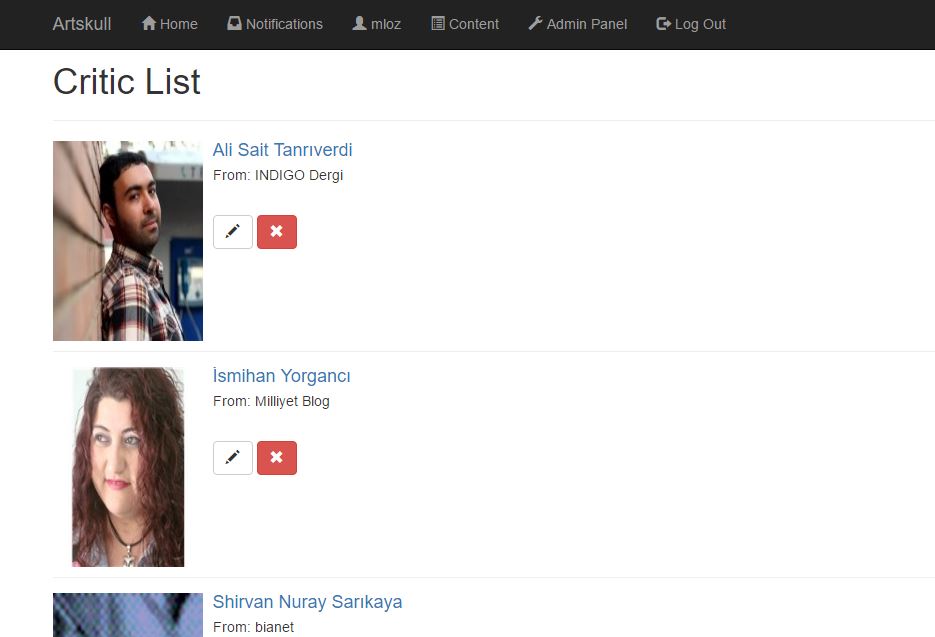 Artskull Home Notifications mloz Content Admin Panel Log Out
Critic List
Ali Sait Tanrıverdi
From: INDIGO Dergi
İsmihan Yorgancı
From: Milliyet Blog
Shirvan Nuray Sarıkaya
From: bianet